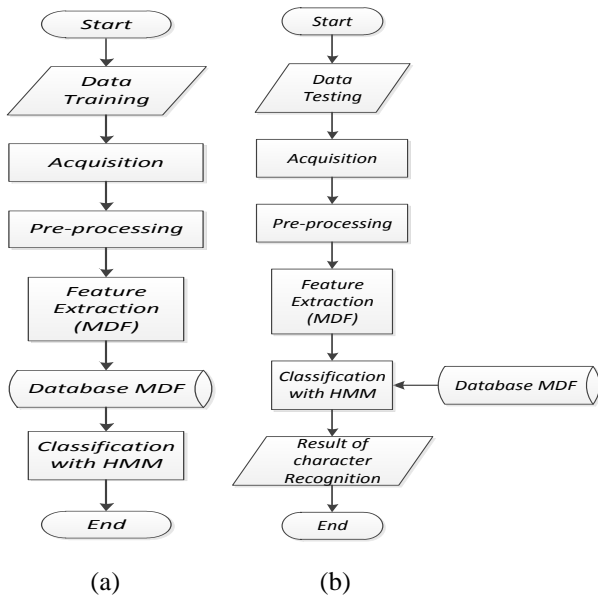 Start
Data
Training
Acquisition
Pre-processing
Feature
Extraction
(MDF)
Database MDF
Classification
with HMM
End
(a)
Start
Data
Testing
Acquisition
Pre-processing
Feature
Extraction
(MDF)
Classification
with HMM
Database MDF
Result of
character
Recognition
End
(b)